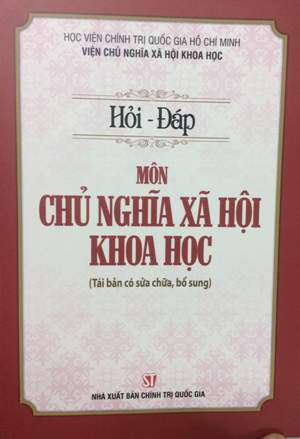 HỌC VIỆN CHÍNH TRỊ QUỐC GIA HỒ CHÍ MINH
VIỆN CHỦ NGHĨA XÃ HỘI KHOA HỌC
Hỏi - Đáp
MÔN
CHỦ NGHĨA XÃ HỘI
KHOA HỌC
(Tái bản có sửa chữa, bổ sung)
ST
NHÀ XUẤT BẢN CHÍNH TRỊ QUỐC GIA